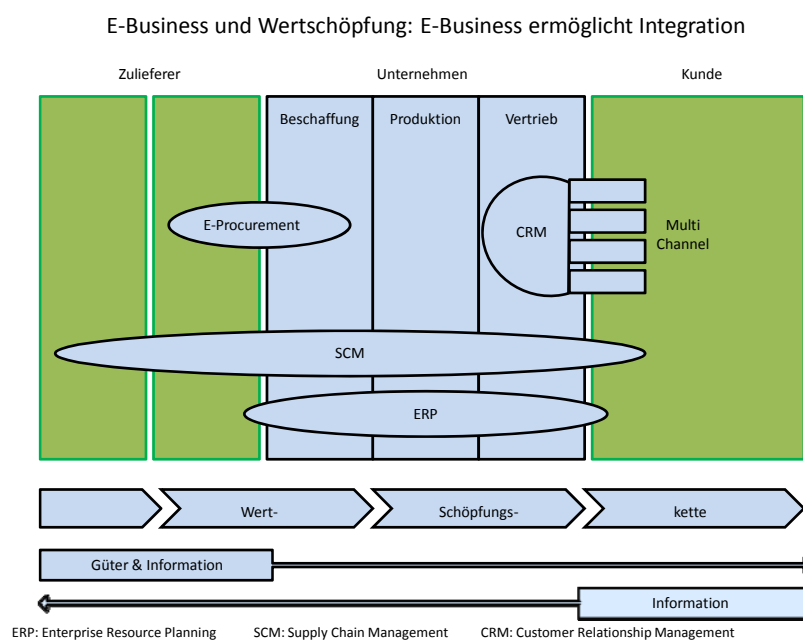 E-Business und Wertschöpfung: E-Business ermöglicht Integration
Zulieferer Unternehmen Kunde
Beschaffung Produktion Vertrieb
E-Procurement
CRM
Multi
Channel
SCM
ERP
Wert- Schöpfungs- kette
Güter & Information
Information
ERP: Enterprise Resource Planning SCM: Supply Chain Management CRM: Customer Relationship Management